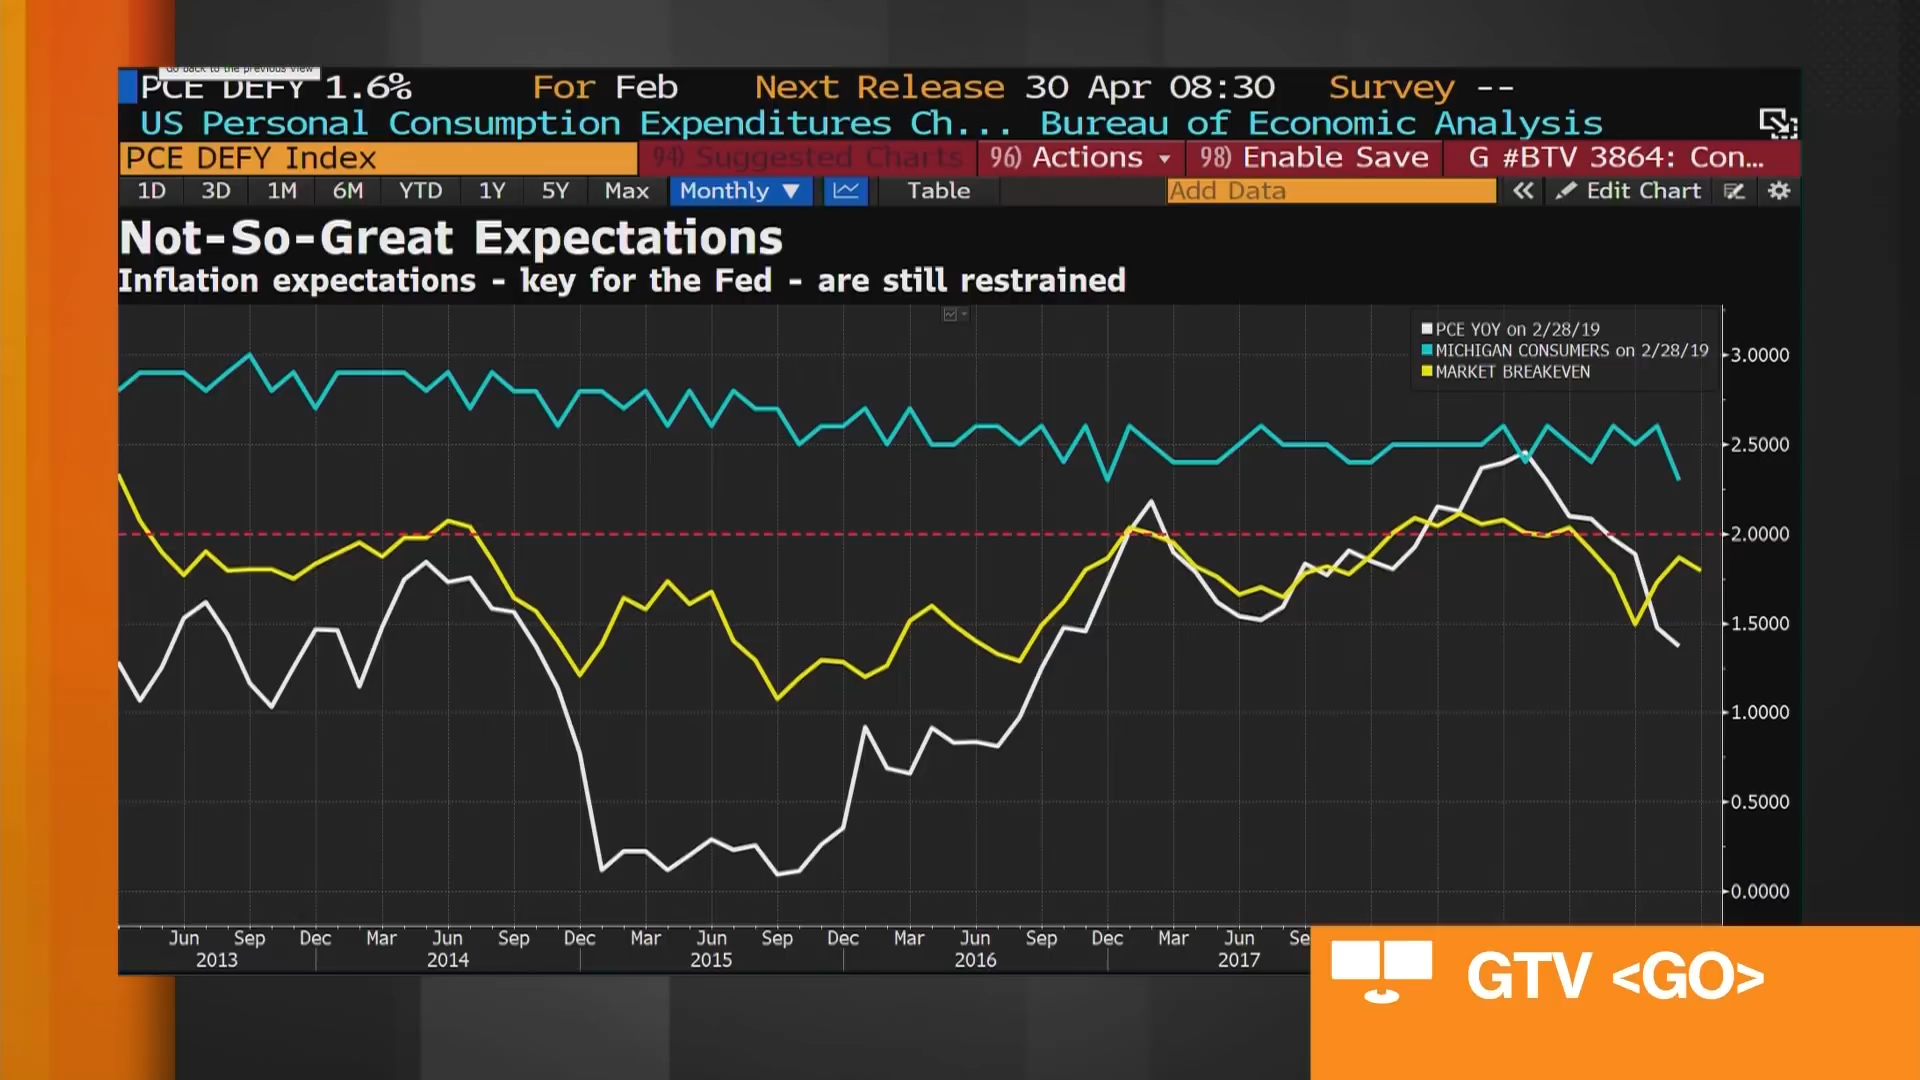 Go back to the previous view
PCE DEFY 1.6% For Feb Next Release 30 Apr 08:30 Survey --
US Personal Consumption Expenditures Ch... Bureau of Economic Analysis
PCE DEFY Index 94) Suggested Charts 96) Actions 98) Enable Save G #BTV 3864: Con...
1D 3D 1M 6M YTD 1Y 5Y Max Monthly ▼ Table Add Data « Edit Chart
Not-So-Great Expectations
Inflation expectations - key for the Fed - are still restrained
PCE YOY on 2/28/19
MICHIGAN CONSUMERS on 2/28/19
MARKET BREAKEVEN
3.0000
2.5000
2.0000
1.5000
1.0000
0.5000
0.0000
Jun Sep Dec Mar Jun Sep Dec Mar Jun Sep Dec Mar Jun Sep Dec Mar Jun
2013 2014 2015 2016 2017
GTV <GO>